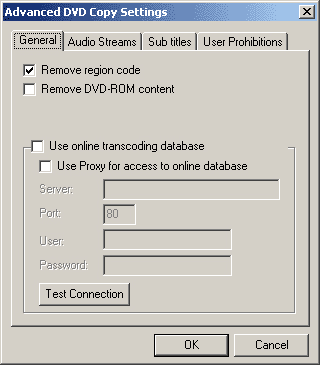 Advanced DVD Copy Settings
General Audio Streams Sub titles User Prohibitions
Remove region code
Remove DVD-ROM content
Use online transcoding database
Use Proxy for access to online database
Server:
Port: 80
User:
Password:
Test Connection
OK Cancel